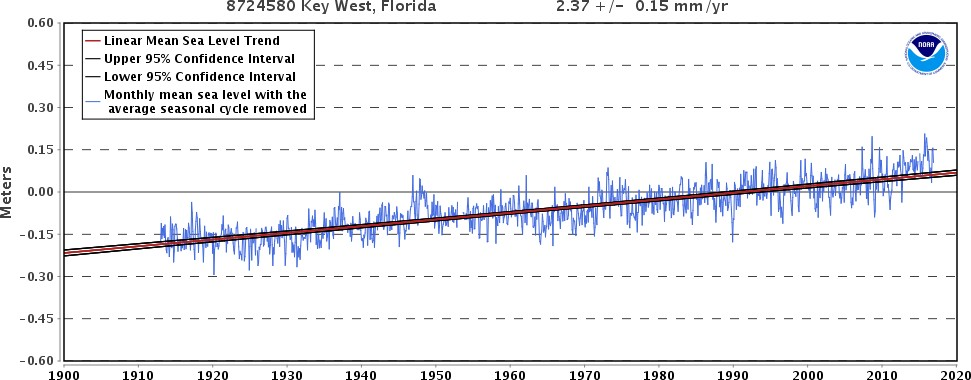 8724580 Key West, Florida 2.37 +/- 0.15 mm/yr
Linear Mean Sea Level Trend
Upper 95% Confidence Interval
Lower 95% Confidence Interval
Monthly mean sea level with the
average seasonal cycle removed
NOAA
Meters
0.60
0.45
0.30
0.15
0.00
-0.15
-0.30
-0.45
-0.60
1900 1910 1920 1930 1940 1950 1960 1970 1980 1990 2000 2010 2020